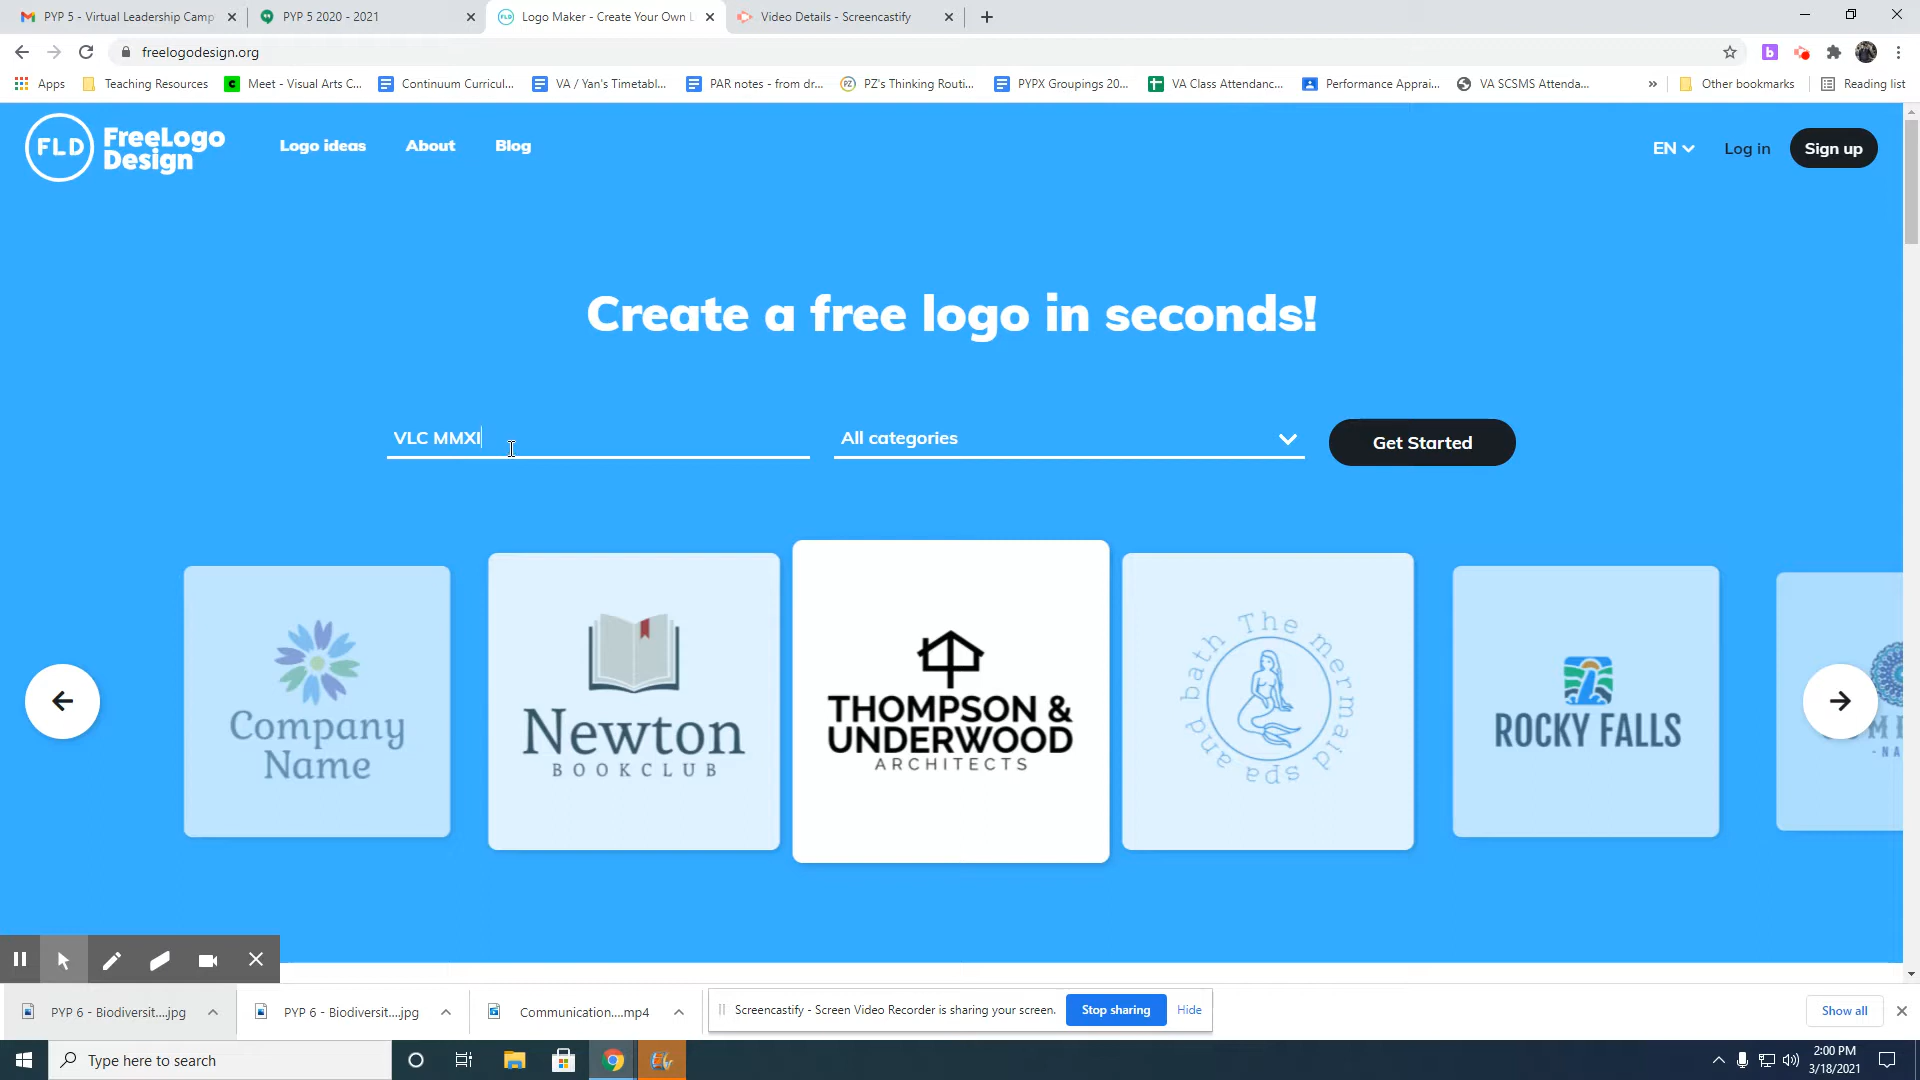 PYP 5 - Virtual Leadership Camp
PYP 5 2020 - 2021
Logo Maker - Create Your Own L
Video Details - Screencastify
freelogodesign.org
Apps
Teaching Resources
Meet - Visual Arts C...
Continuum Curricul...
VA / Yan's Timetabl...
PAR notes - from dr...
PZ's Thinking Routi...
PYPX Groupings 20...
VA Class Attendanc...
Performance Apprai...
VA SCSMS Attenda...
»
Other bookmarks
Reading list
FLD
FreeLogo
Design
Logo ideas
About
Blog
EN
Log in
Sign up
Create a free logo in seconds!
VLC MMXI
All categories
Get Started
Company
Name
Newton
BOOKCLUB
THOMPSON &
UNDERWOOD
ARCHITECTS
The mermaid spa and bath
ROCKY FALLS
PYP 6 - Biodiversit....jpg
PYP 6 - Biodiversit....jpg
Communication....mp4
Screencastify - Screen Video Recorder is sharing your screen.
Stop sharing
Hide
Show all
Type here to search
2:00 PM
3/18/2021